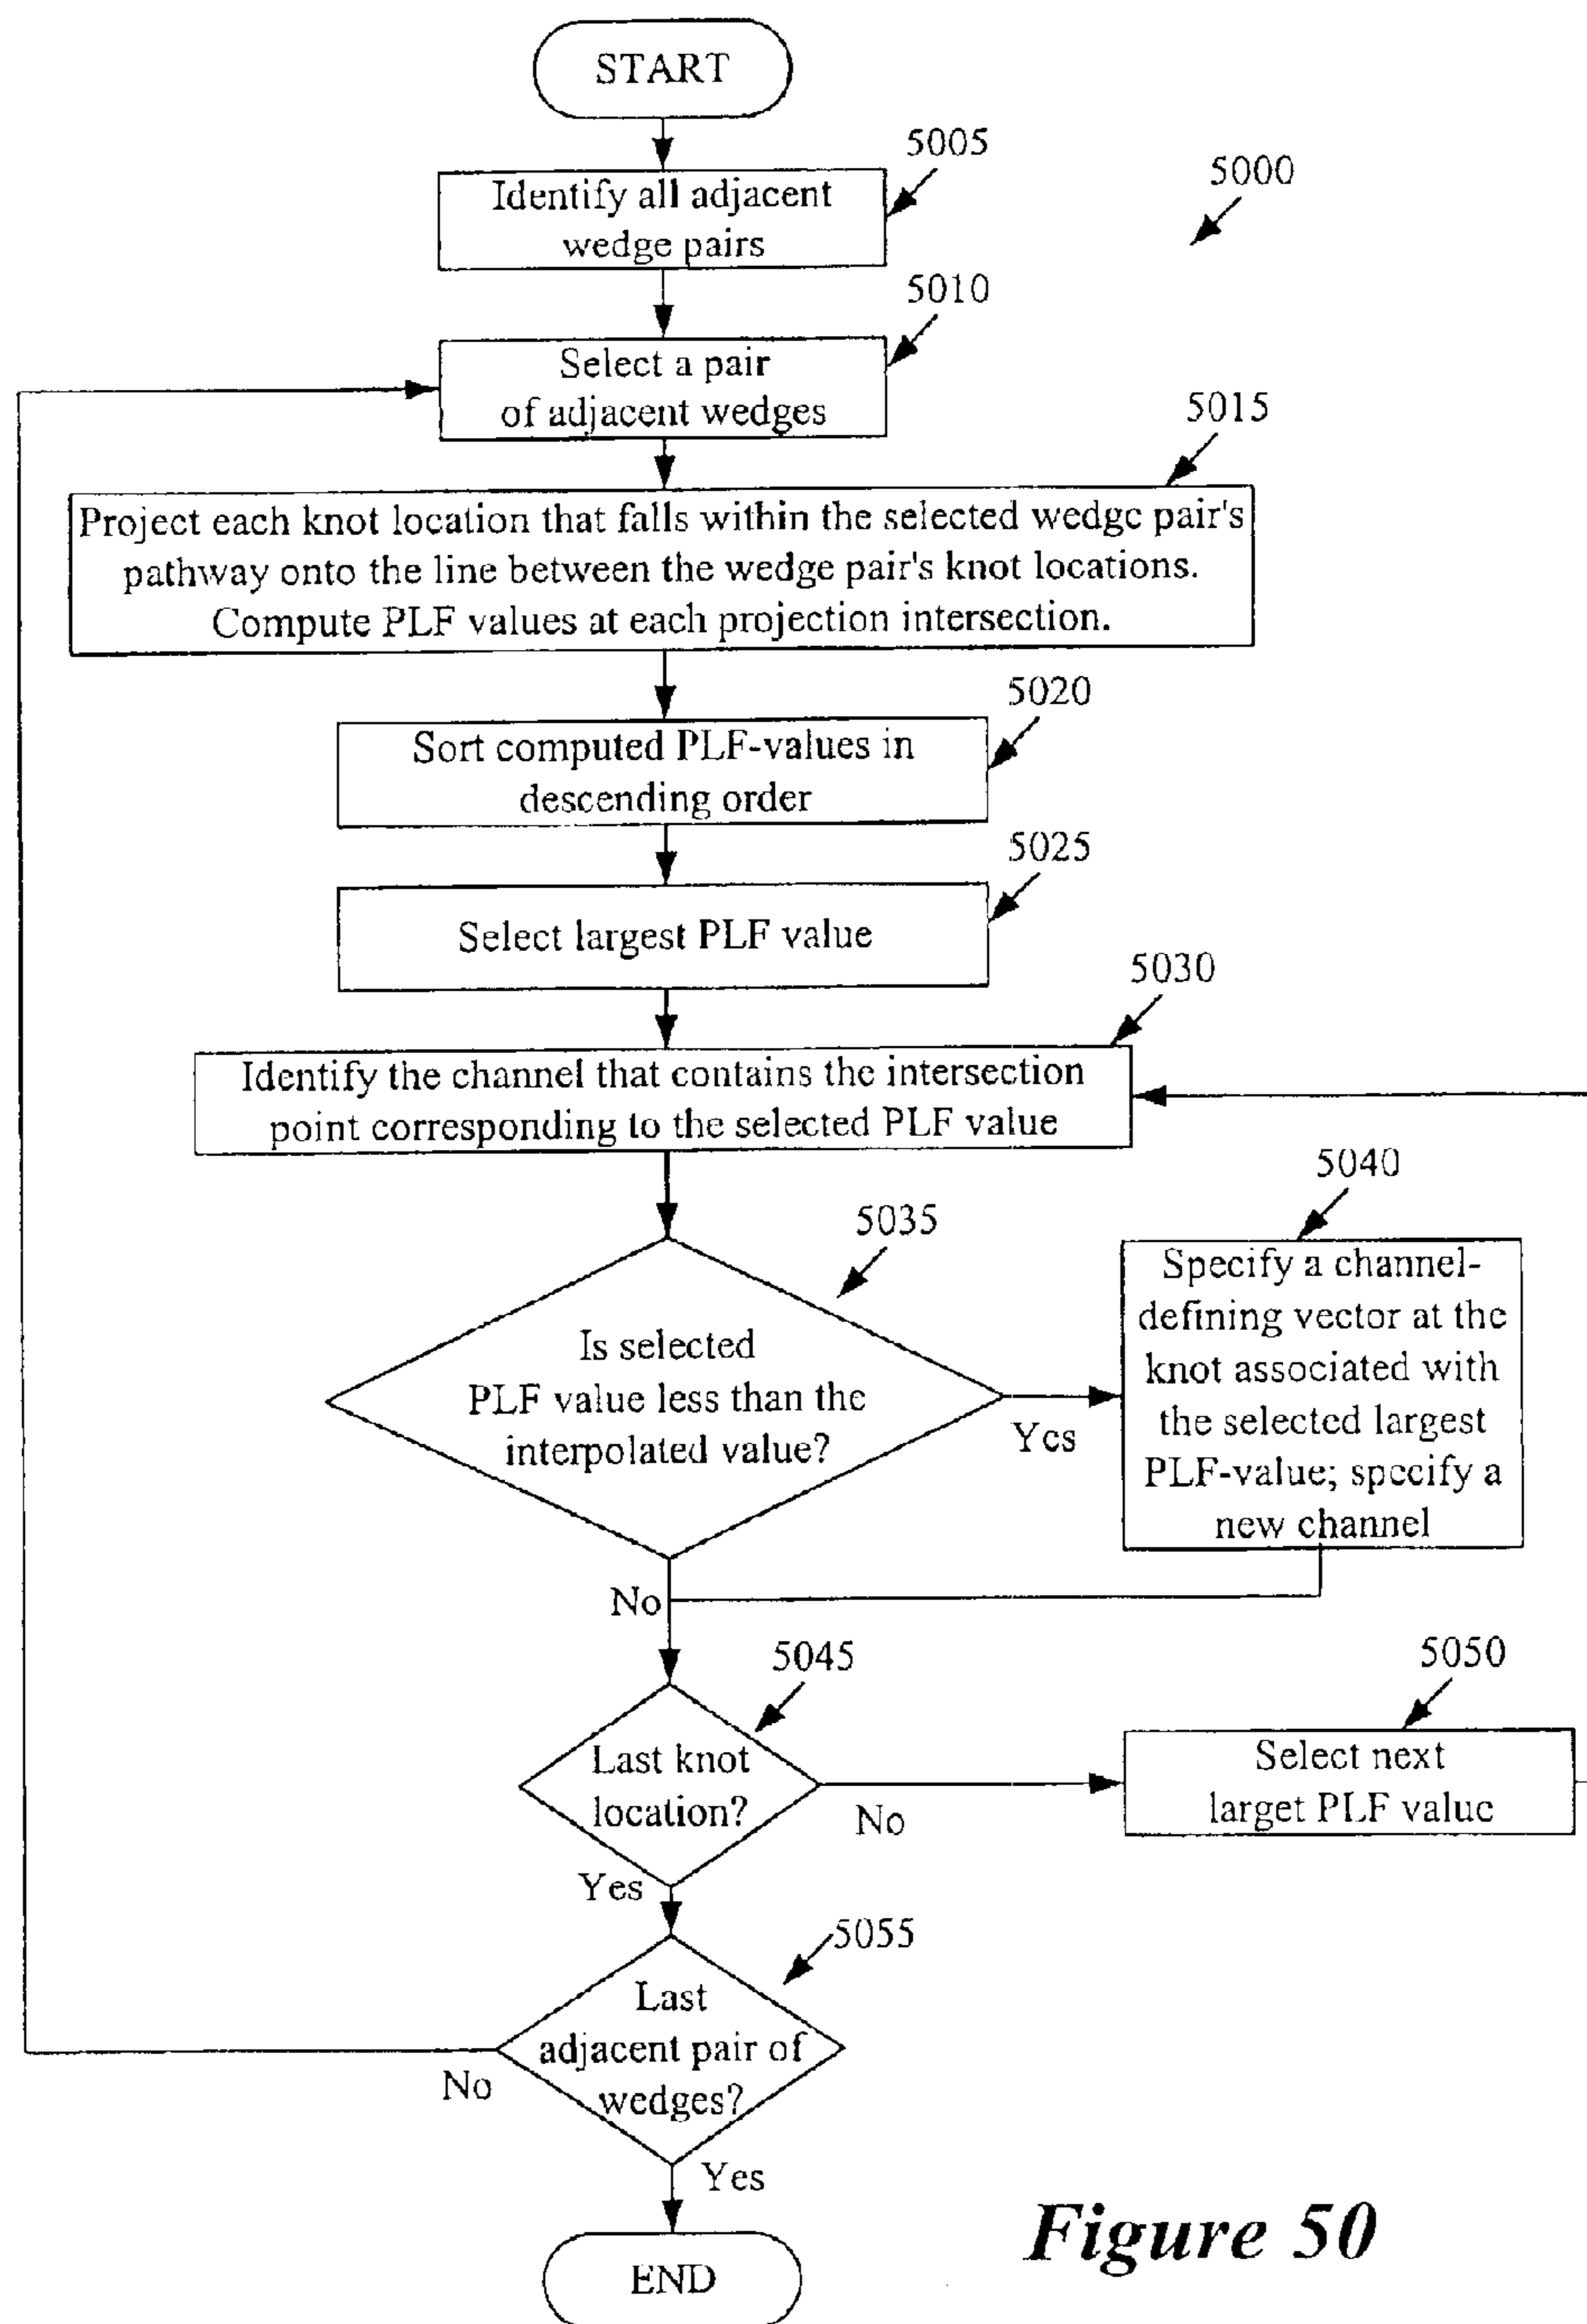 START
5005
Identify all adjacent
wedge pairs
5000
5010
Select a pair
of adjacent wedges
5015
Project each knot location that falls within the selected wedge pair's
pathway onto the line between the wedge pair's knot locations.
Compute PLF values at each projection intersection.
5020
Sort computed PLF-values in
descending order
5025
Select largest PLF value
5030
Identify the channel that contains the intersection
point corresponding to the selected PLF value
5035
Is selected
PLF value less than the
interpolated value?
Yes
5040
Specify a channel-
defining vector at the
knot associated with
the selected largest
PLF-value; specify a
new channel
No
5045
Last knot
location?
No
5050
Select next
larget PLF value
Yes
5055
Last
adjacent pair of
wedges?
No
Yes
END
Figure 50